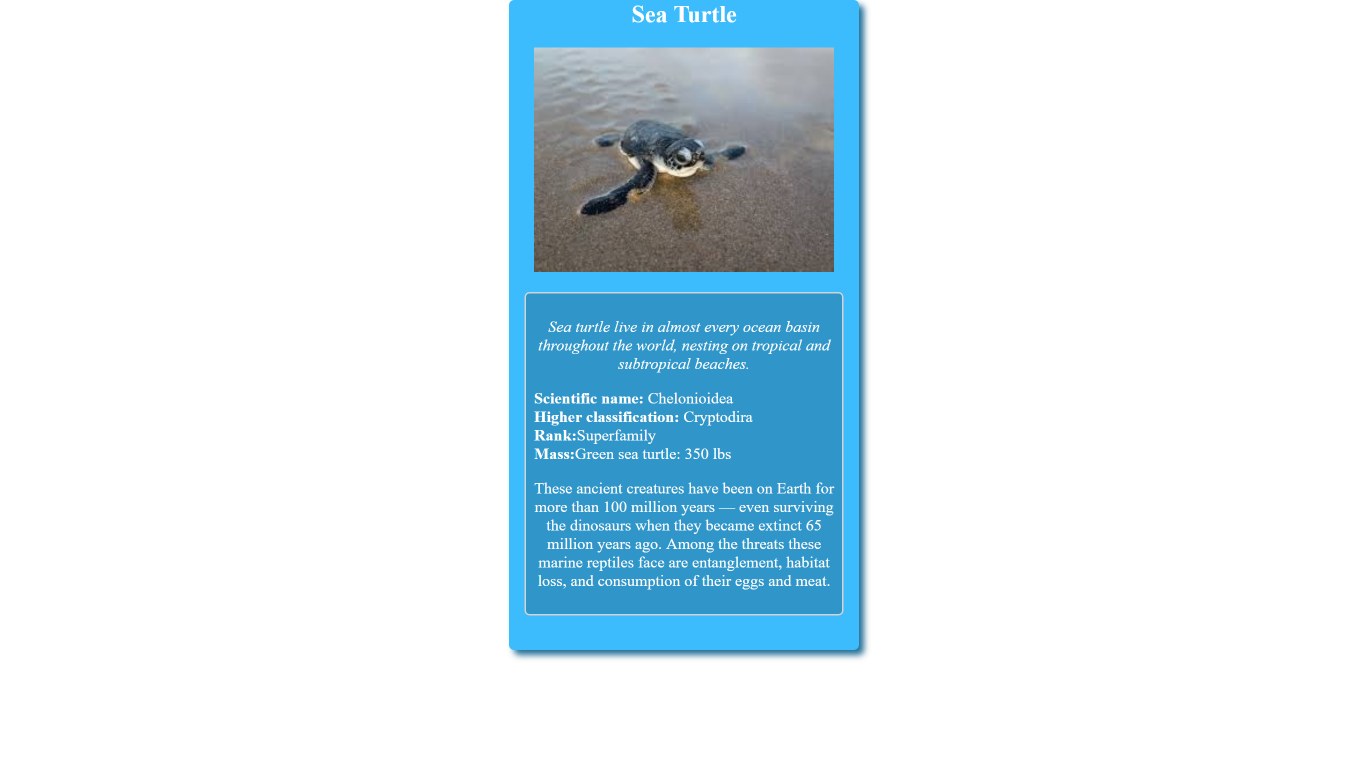 Sea Turtle
Sea turtle live in almost every ocean basin
throughout the world, nesting on tropical and
subtropical beaches.
Scientific name: Chelonioidea
Higher classification: Cryptodira
Rank:Superfamily
Mass:Green sea turtle: 350 lbs
These ancient creatures have been on Earth for
more than 100 million years — even surviving
the dinosaurs when they became extinct 65
million years ago. Among the threats these
marine reptiles face are entanglement, habitat
loss, and consumption of their eggs and meat.